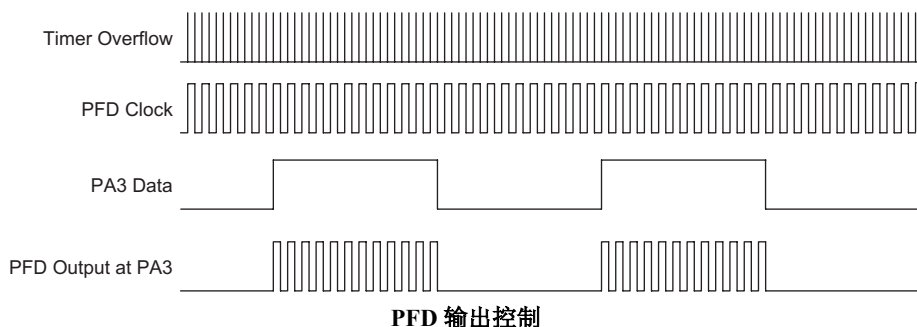 Timer Overflow
PFD Clock
PA3 Data
PFD Output at PA3
PFD 输出控制